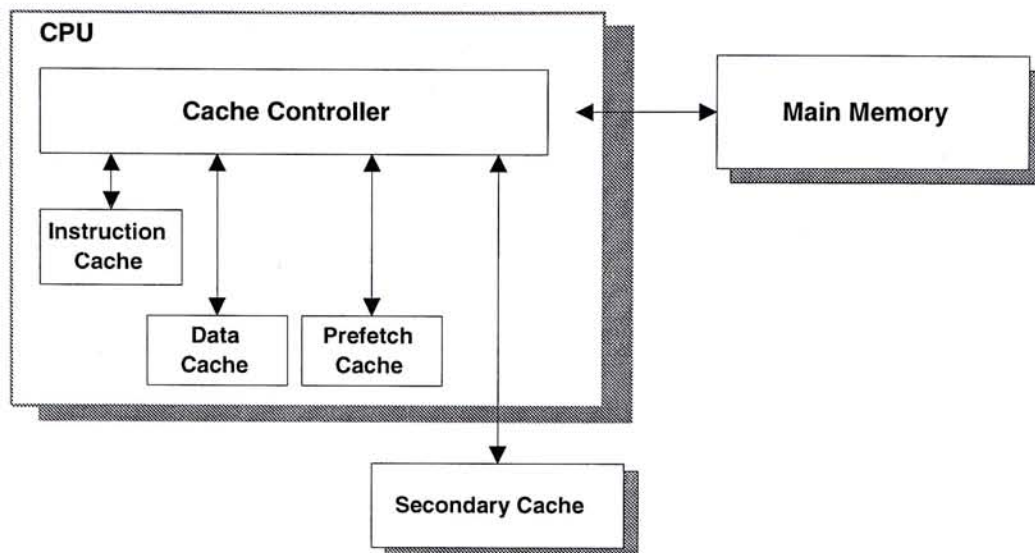 CPU
Cache Controller
Main Memory
Instruction
Cache
Data
Cache
Prefetch
Cache
Secondary Cache